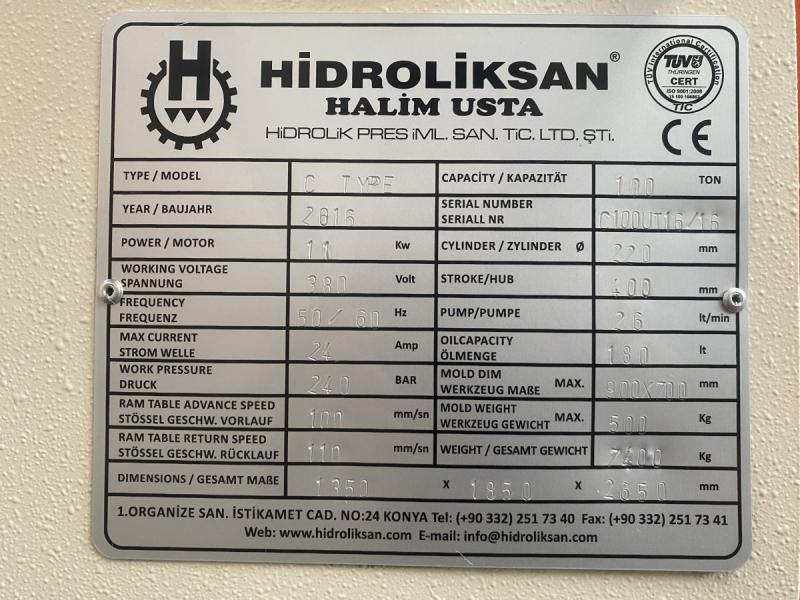 H
HİDROLİKSAN®
HALİM USTA
HİDROLİK PRES İML. SAN. TİC. LTD. ŞTİ.
TÜV International Certification
TÜV
THÜRINGEN
CERT
ISO 9001:2008
TIC
CE
TYPE / MODEL C TYPE
CAPACİTY / KAPAZITÄT 100 TON
YEAR / BAUJAHR 2016
SERIAL NUMBER
SERIALL NR C100UT16/16
POWER / MOTOR 11 Kw
CYLINDER / ZYLINDER Ø 220 mm
WORKING VOLTAGE
SPANNUNG 380 Volt
STROKE/HUB 400 mm
FREQUENCY
FREQUENZ 50/60 Hz
PUMP/PUMPE 26 lt/min
MAX CURRENT
STROM WELLE 24 Amp
OILCAPACITY
ÖLMENGE 180 lt
WORK PRESSURE
DRUCK 240 BAR
MOLD DIM
WERKZEUG MAßE MAX. 900X700 mm
RAM TABLE ADVANCE SPEED
STÖSSEL GESCHW. VORLAUF 100 mm/sn
MOLD WEIGHT
WERKZEUG GEWICHT MAX. 500 Kg
RAM TABLE RETURN SPEED
STÖSSEL GESCHW. RÜCKLAUF 110 mm/sn
WEIGHT / GESAMT GEWICHT 7400 Kg
DIMENSIONS / GESAMT MAßE 1350 X 1850 X 2650 mm
1.ORGANİZE SAN. İSTİKAMET CAD. NO:24 KONYA Tel: (+90 332) 251 73 40 Fax: (+90 332) 251 73 41
Web: www.hidroliksan.com E-mail: info@hidroliksan.com